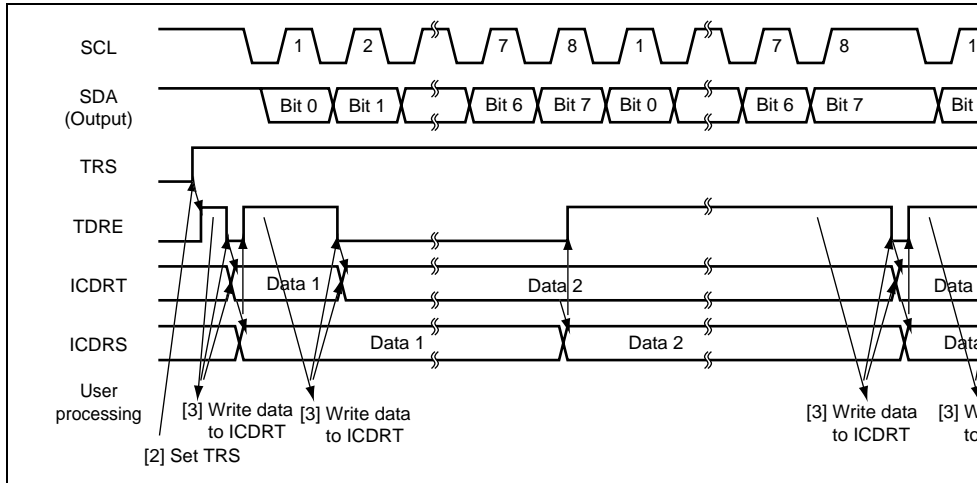 SCL 1 2 7 8 1 7 8 1
SDA
(Output) Bit 0 Bit 1 Bit 6 Bit 7 Bit 0 Bit 6 Bit 7 Bit
TRS
TDRE
ICDRT Data 1 Data 2 Data
ICDRS Data 1 Data 2 Data
User
processing
[3] Write data
to ICDRT
[3] Write data
to ICDRT
[3] Write data
to ICDRT
[3] W
to
[2] Set TRS